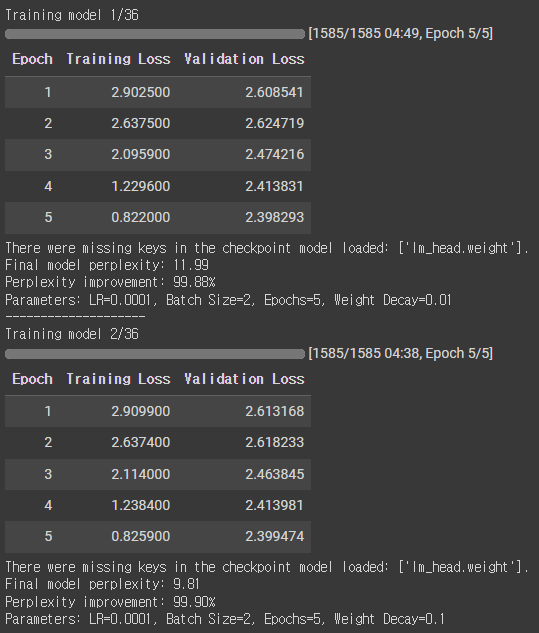 Training model 1/36
[1585/1585 04:49, Epoch 5/5]
Epoch Training Loss Validation Loss
1 2.902500 2.608541
2 2.637500 2.624719
3 2.095900 2.474216
4 1.229600 2.413831
5 0.822000 2.398293
There were missing keys in the checkpoint model loaded: ['lm_head.weight'].
Final model perplexity: 11.99
Perplexity improvement: 99.88%
Parameters: LR=0.0001, Batch Size=2, Epochs=5, Weight Decay=0.01
--------------------
Training model 2/36
[1585/1585 04:38, Epoch 5/5]
Epoch Training Loss Validation Loss
1 2.909900 2.613168
2 2.637400 2.618233
3 2.114000 2.463845
4 1.238400 2.413981
5 0.825900 2.399474
There were missing keys in the checkpoint model loaded: ['lm_head.weight'].
Final model perplexity: 9.81
Perplexity improvement: 99.90%
Parameters: LR=0.0001, Batch Size=2, Epochs=5, Weight Decay=0.1